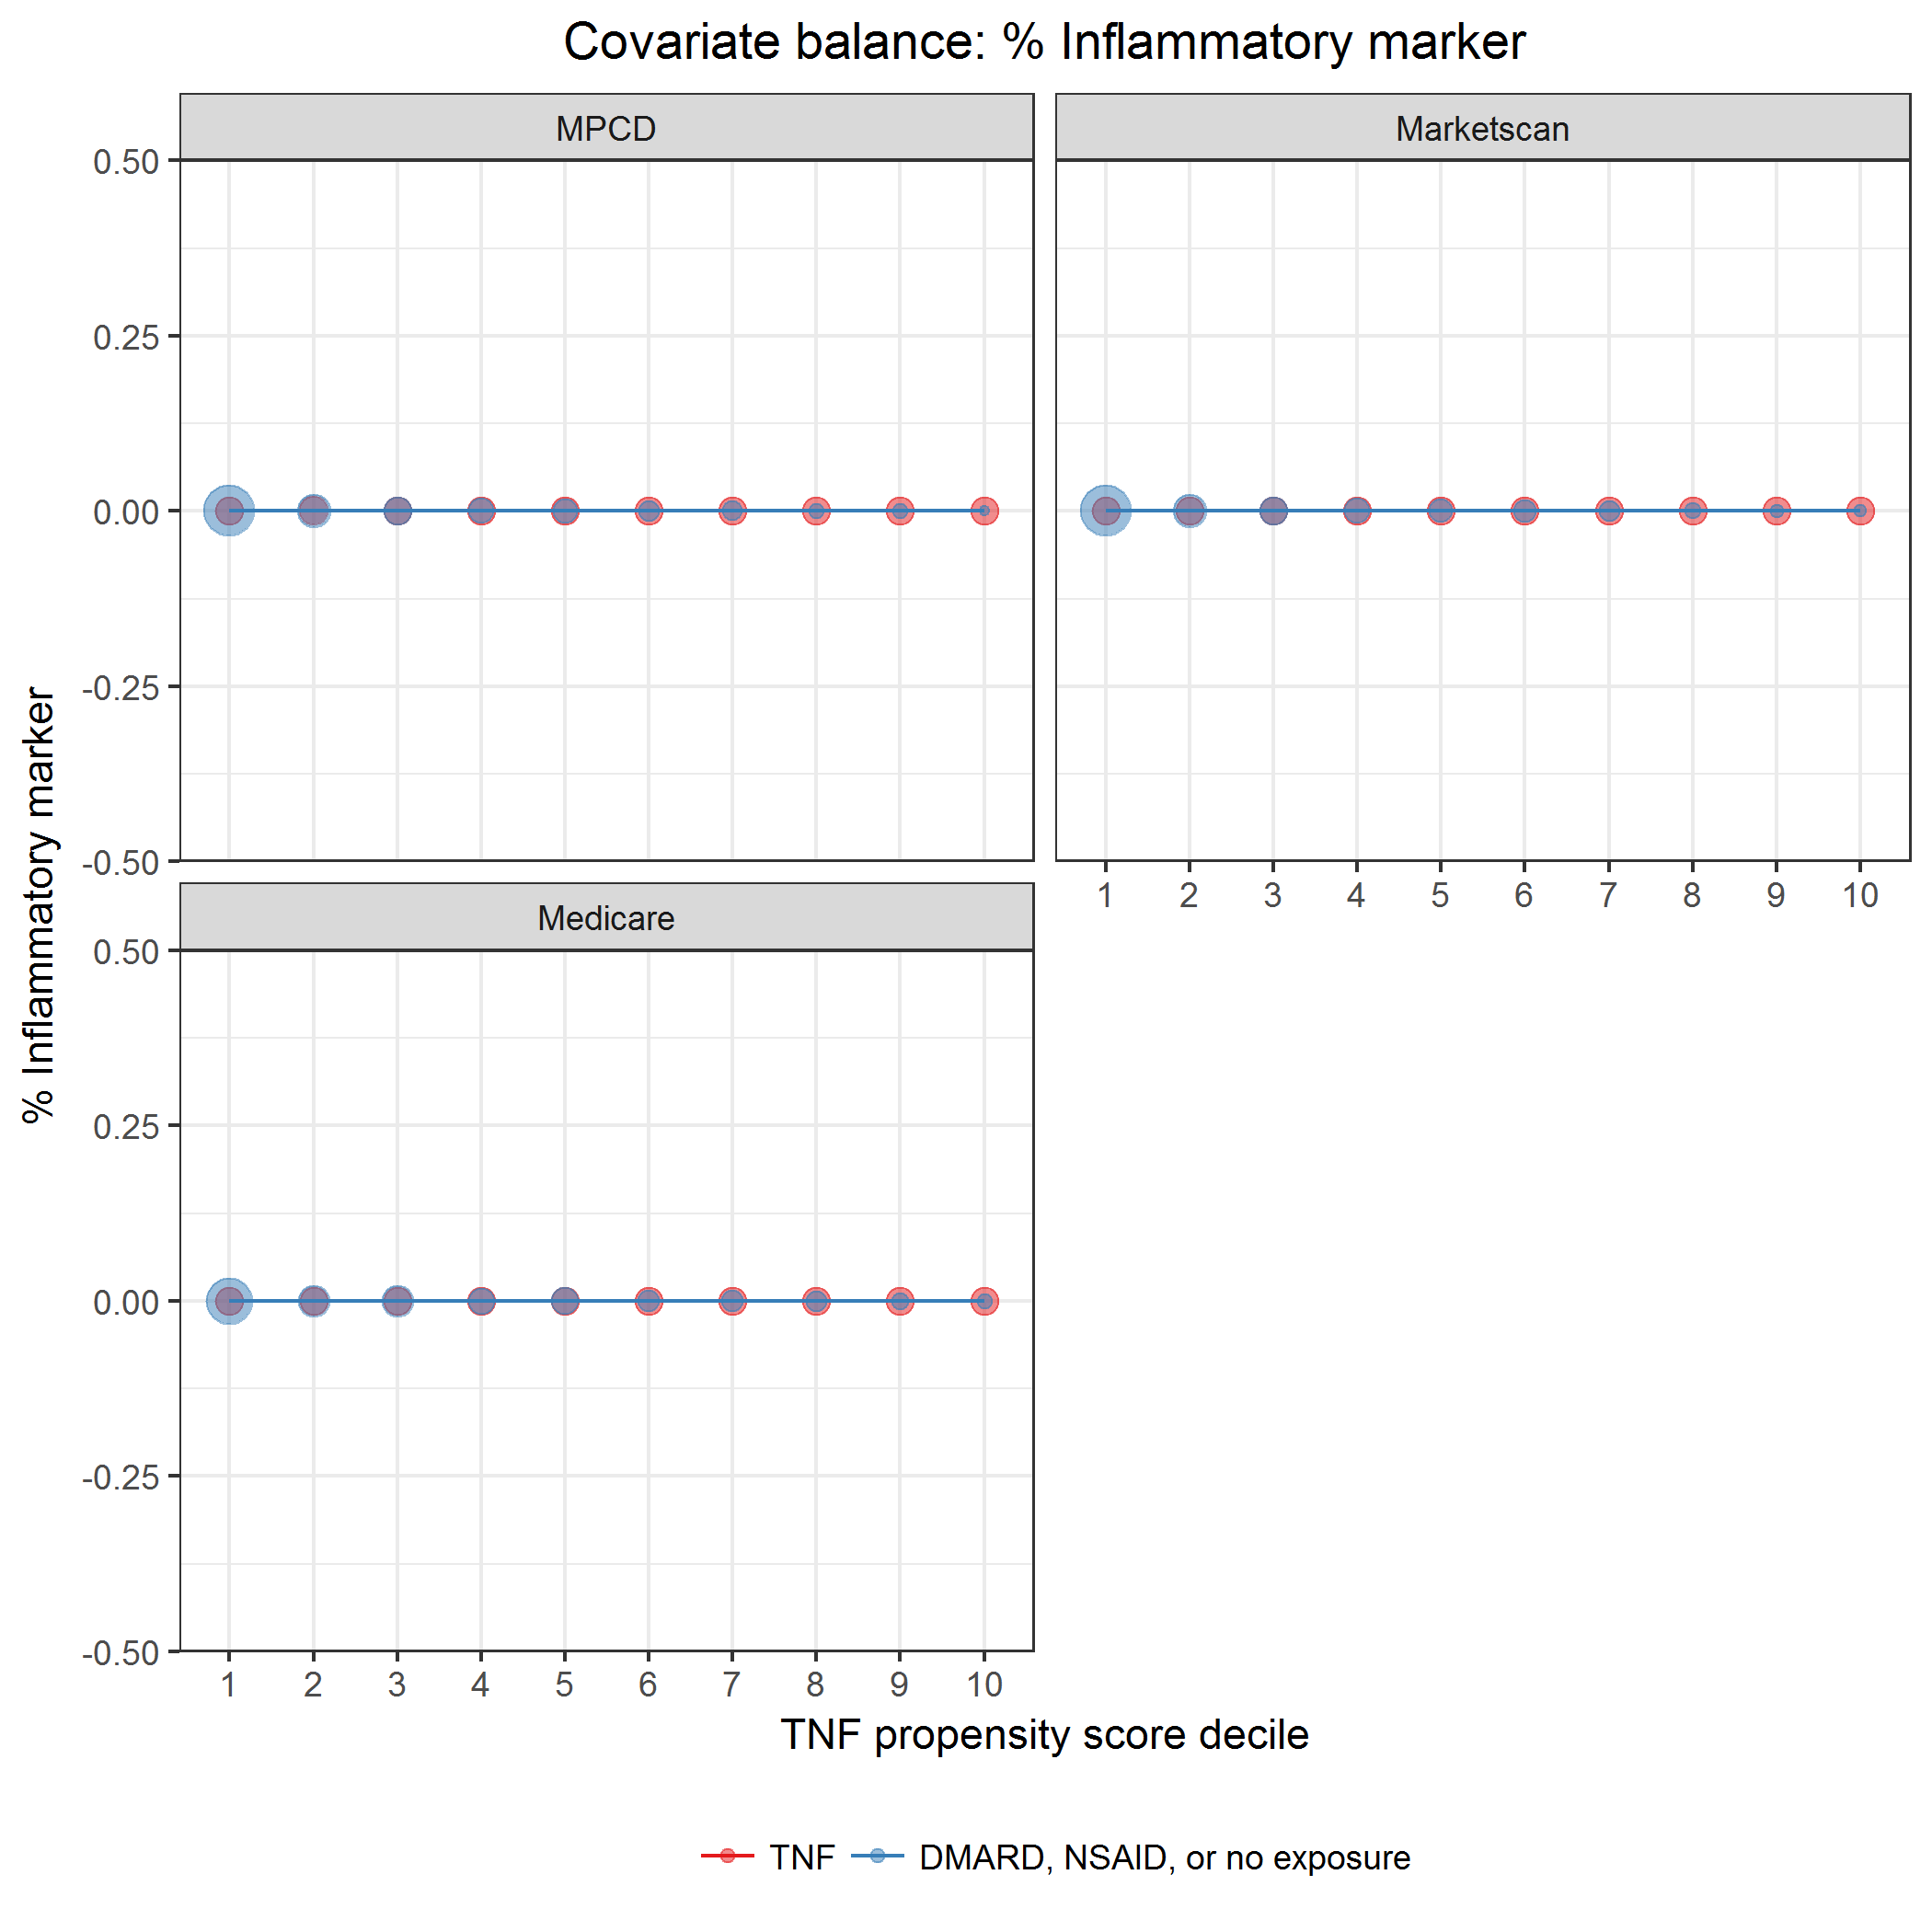 Covariate balance: % Inflammatory marker
MPCD
Marketscan
0.50
0.25
0.00
-0.25
-0.50
1 2 3 4 5 6 7 8 9 10
% Inflammatory marker
Medicare
0.50
0.25
0.00
-0.25
-0.50
1 2 3 4 5 6 7 8 9 10
TNF propensity score decile
TNF DMARD, NSAID, or no exposure